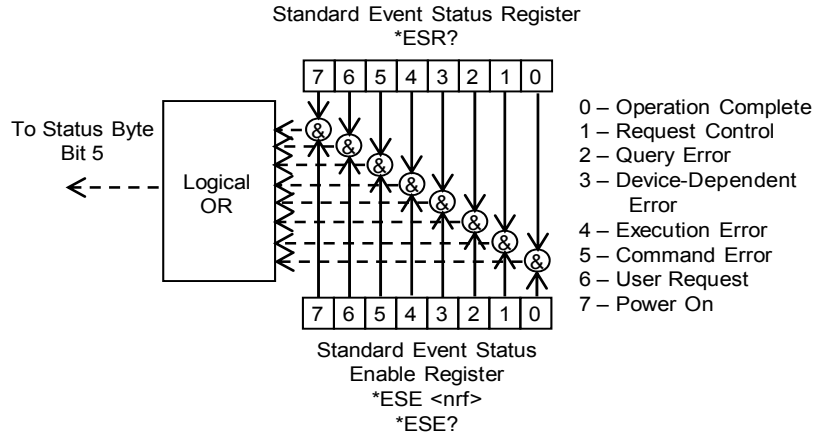 Standard Event Status Register
*ESR?
7 6 5 4 3 2 1 0
To Status Byte
Bit 5
Logical
OR
&
&
&
&
&
&
&
&
0 – Operation Complete
1 – Request Control
2 – Query Error
3 – Device-Dependent
Error
4 – Execution Error
5 – Command Error
6 – User Request
7 – Power On
7 6 5 4 3 2 1 0
Standard Event Status
Enable Register
*ESE <nrf>
*ESE?